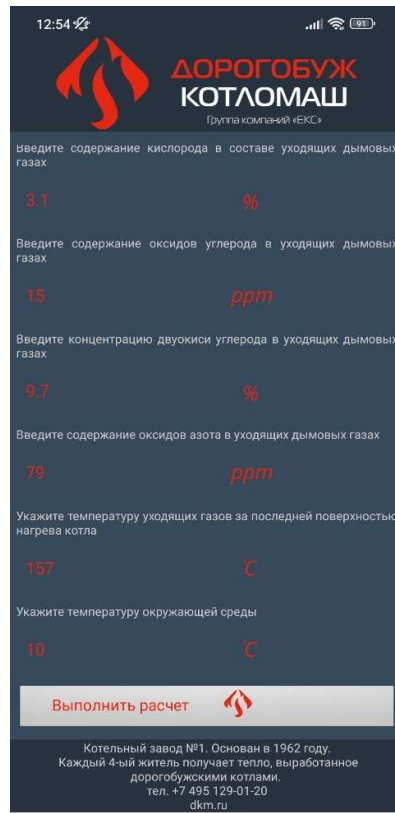 12:54
91
ДОРОГОБУЖ
КОТЛОМАШ
Группа компаний «ЕКС»
Введите содержание кислорода в составе уходящих дымовых
газах
3.1 %
Введите содержание оксидов углерода в уходящих дымовых
газах
15 ppm
Введите концентрацию двуокиси углерода в уходящих дымовых
газах
9.7 %
Введите содержание оксидов азота в уходящих дымовых газах
79 ppm
Укажите температуру уходящих газов за последней поверхностью
нагрева котла
157 ℃
Укажите температуру окружающей среды
10 ℃
Выполнить расчет
Котельный завод №1. Основан в 1962 году.
Каждый 4-ый житель получает тепло, выработанное
дорогобужскими котлами.
тел. +7 495 129-01-20
dkm.ru